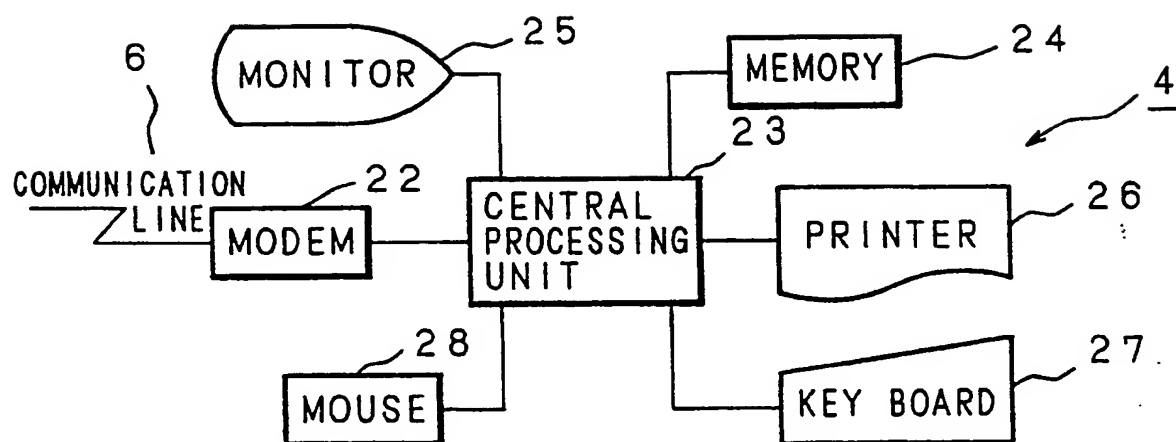 25
MONITOR
24
MEMORY
4
6
23
COMMUNICATION
LINE
22
MODEM
CENTRAL
PROCESSING
UNIT
26
PRINTER
28
MOUSE
27
KEY BOARD